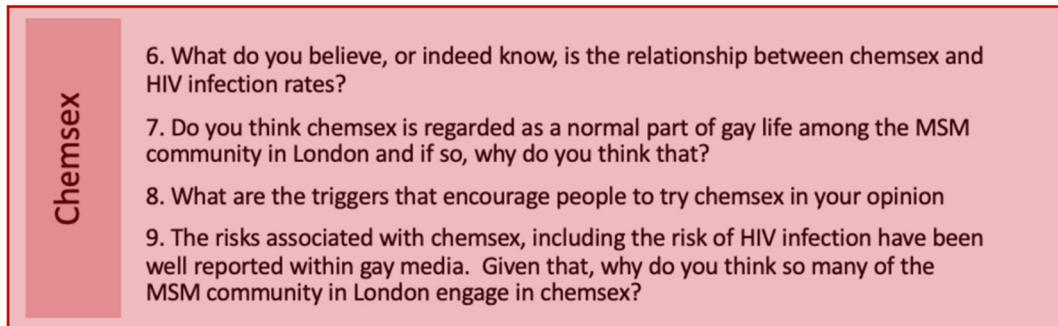 Chemsex
6. What do you believe, or indeed know, is the relationship between chemsex and
HIV infection rates?
7. Do you think chemsex is regarded as a normal part of gay life among the MSM
community in London and if so, why do you think that?
8. What are the triggers that encourage people to try chemsex in your opinion
9. The risks associated with chemsex, including the risk of HIV infection have been
well reported within gay media.  Given that, why do you think so many of the
MSM community in London engage in chemsex?